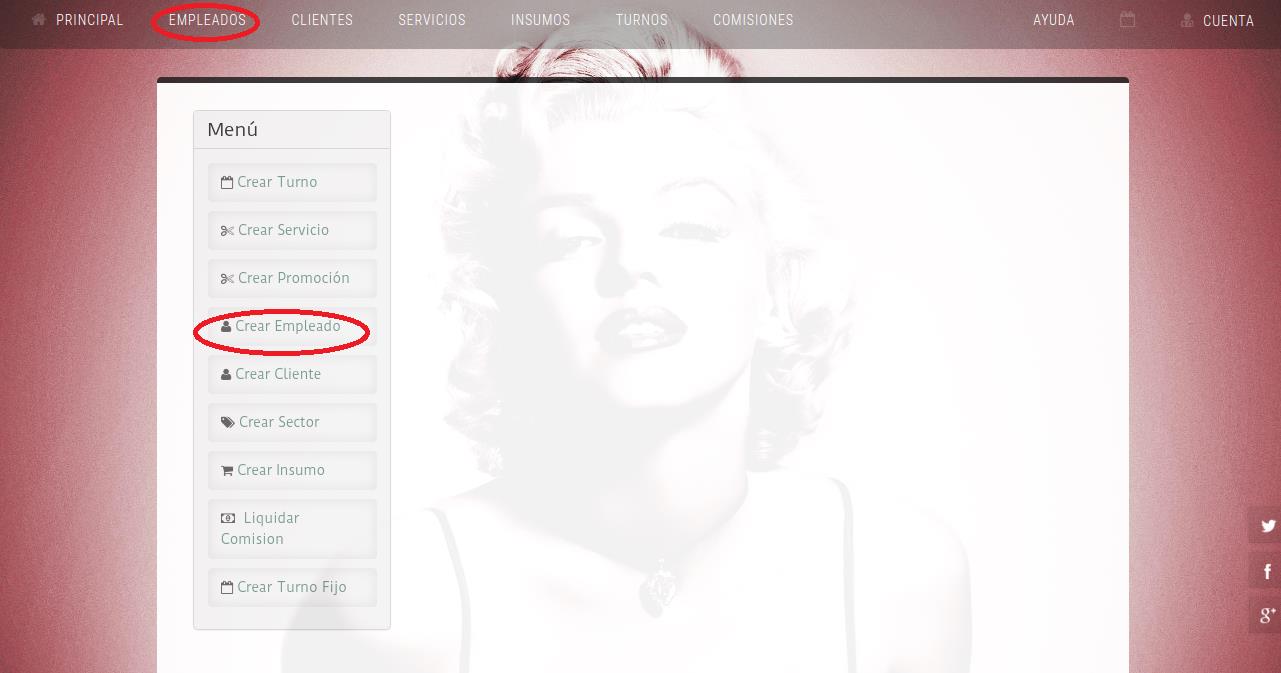 PRINCIPAL EMPLEADOS CLIENTES SERVICIOS INSUMOS TURNOS COMISIONES AYUDA CUENTA
Menú
Crear Turno
Crear Servicio
Crear Promoción
Crear Empleado
Crear Cliente
Crear Sector
Crear Insumo
Liquidar
Comision
Crear Turno Fijo